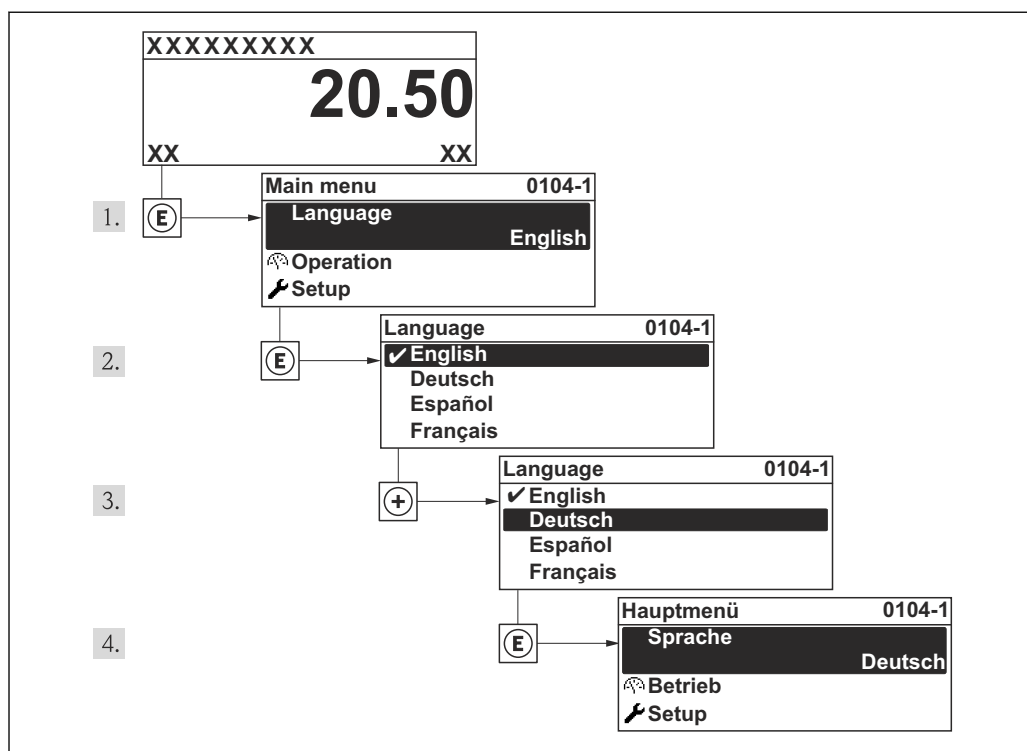 XXXXXXXXX
20.50
XX XX
1. E
Main menu 0104-1
Language
English
Operation
Setup
2. E
Language 0104-1
✔ English
Deutsch
Español
Français
3. +
Language 0104-1
✔ English
Deutsch
Español
Français
4. E
Hauptmenü 0104-1
Sprache
Deutsch
Betrieb
Setup